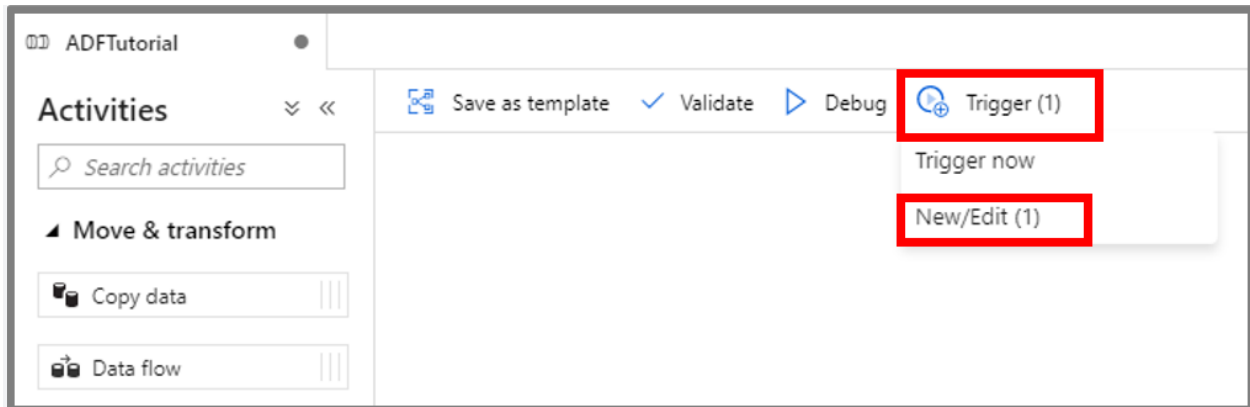 ADFTutorial
Activities
Save as template
Validate
Debug
Trigger (1)
Search activities
Trigger now
New/Edit (1)
Move & transform
Copy data
Data flow